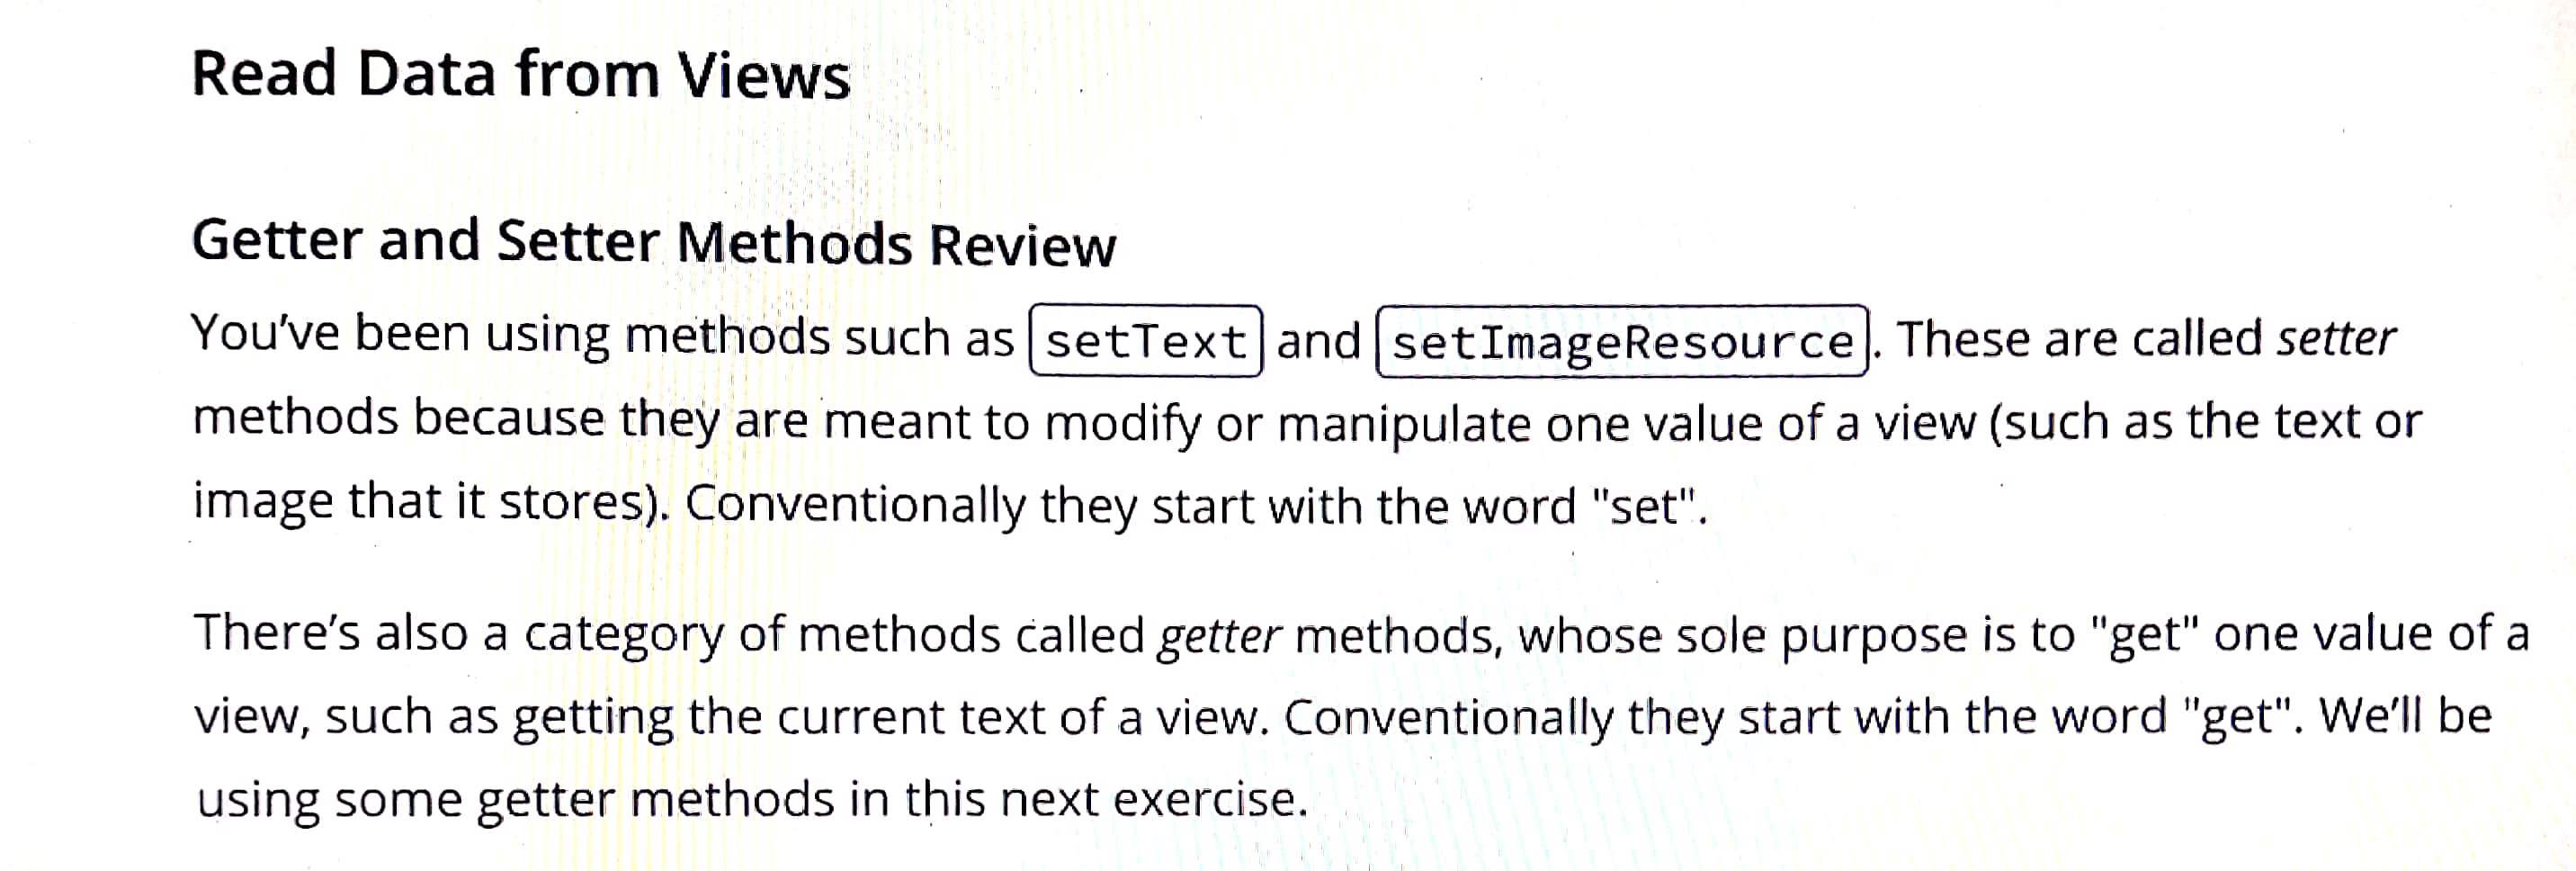 Read Data from Views
Getter and Setter Methods Review
You've been using methods such as setText and setImageResource. These are called setter
methods because they are meant to modify or manipulate one value of a view (such as the text or
image that it stores). Conventionally they start with the word "set".
There's also a category of methods called getter methods, whose sole purpose is to "get" one value of a
view, such as getting the current text of a view. Conventionally they start with the word "get". We'll be
using some getter methods in this next exercise.